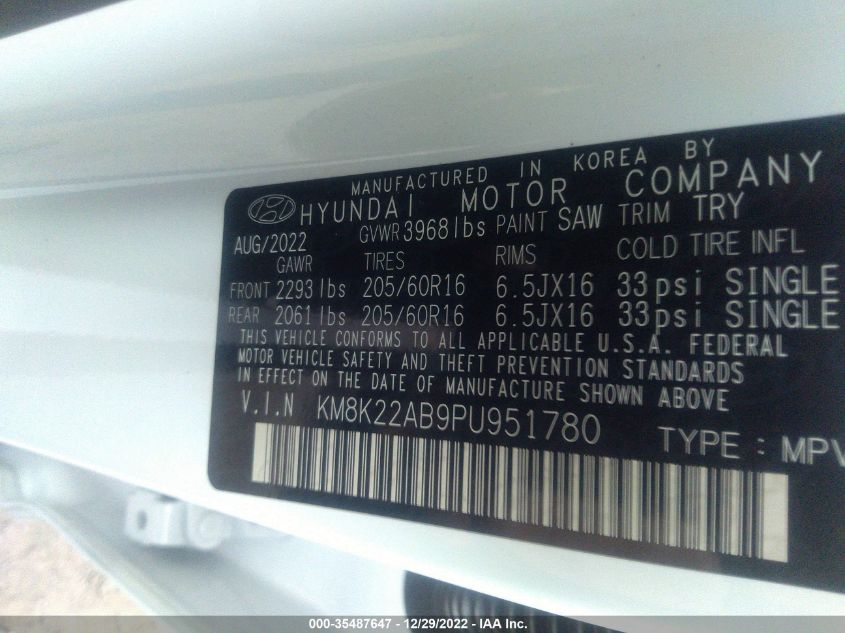 MANUFACTURED IN KOREA BY
HYUNDAI MOTOR COMPANY
AUG/2022 GVWR 3968lbs PAINT SAW TRIM TRY
GAWR TIRES RIMS COLD TIRE INFL
FRONT 2293lbs 205/60R16 6.5JX16 33psi SINGLE
REAR 2061lbs 205/60R16 6.5JX16 33psi SINGLE
THIS VEHICLE CONFORMS TO ALL APPLICABLE U.S.A. FEDERAL
MOTOR VEHICLE SAFETY AND THEFT PREVENTION STANDARDS
IN EFFECT ON THE DATE OF MANUFACTURE SHOWN ABOVE.
V.I.N KM8K22AB9PU951780 TYPE : MPV
000-35487647 - 12/29/2022 - IAA Inc.